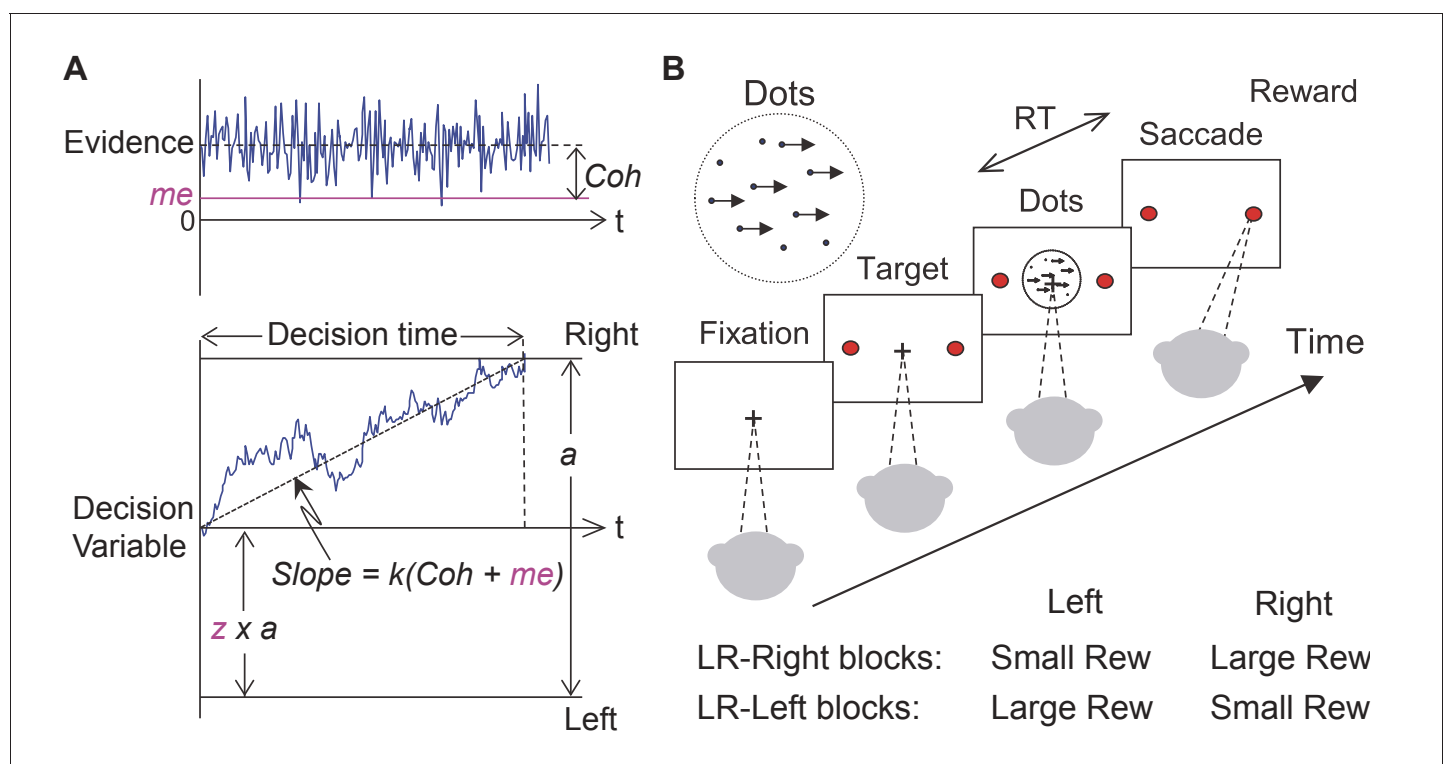 A
Evidence
Coh
me
0
t
Decision time
Right
a
Decision
Variable
t
Slope = k(Coh + me)
z x a
Left
B
Dots
RT
Reward
Saccade
Dots
Target
Fixation
Time
Left Right
LR-Right blocks: Small Rew Large Rew
LR-Left blocks: Large Rew Small Rew